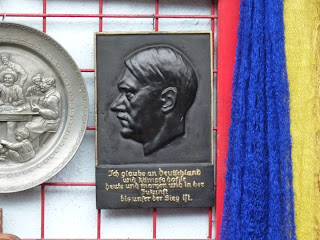 Ich glaube an Deutschland
und kämpfe dafür
heute und morgen und in der
Zukunft
bis unser der Sieg ist.